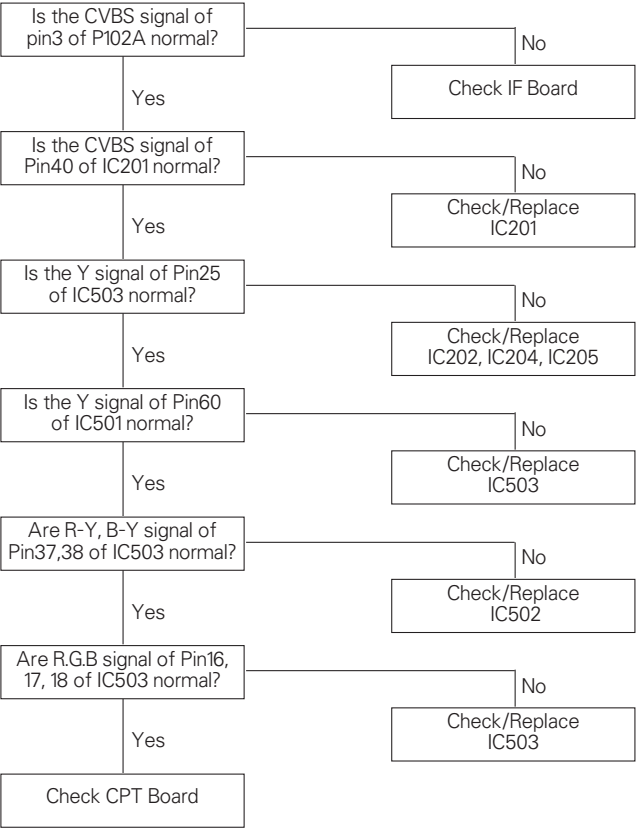 Is the CVBS signal of
pin3 of P102A normal?
No
Check IF Board
Yes
Is the CVBS signal of
Pin40 of IC201 normal?
No
Check/Replace
IC201
Yes
Is the Y signal of Pin25
of IC503 normal?
No
Check/Replace
IC202, IC204, IC205
Yes
Is the Y signal of Pin60
of IC501 normal?
No
Check/Replace
IC503
Yes
Are R-Y, B-Y signal of
Pin37,38 of IC503 normal?
No
Check/Replace
IC502
Yes
Are R.G.B signal of Pin16,
17, 18 of IC503 normal?
No
Check/Replace
IC503
Yes
Check CPT Board